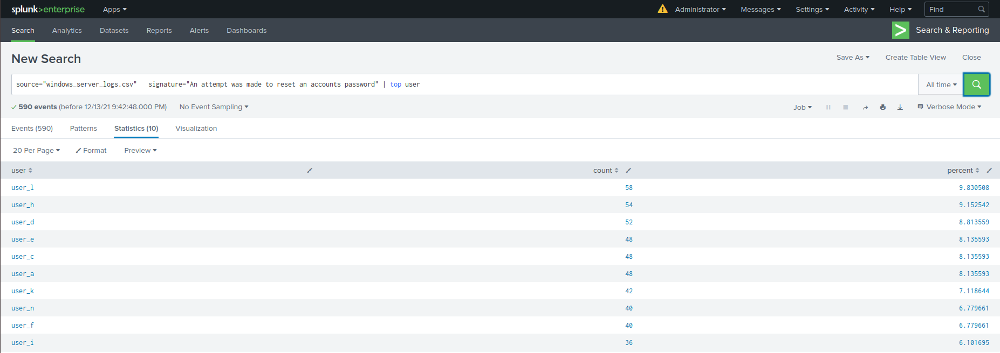 splunk>enterprise Apps Administrator Messages Settings Activity Help Find
Search Analytics Datasets Reports Alerts Dashboards Search & Reporting
New Search Save As Create Table View Close
source="windows_server_logs.csv" signature="An attempt was made to reset an accounts password" | top user All time
590 events (before 12/13/21 9:42:48.000 PM) No Event Sampling Job Verbose Mode
Events (590) Patterns Statistics (10) Visualization
20 Per Page Format Preview
user count percent
user_l 58 9.830508
user_h 54 9.152542
user_d 52 8.813559
user_e 48 8.135593
user_c 48 8.135593
user_a 48 8.135593
user_k 42 7.118644
user_n 40 6.779661
user_f 40 6.779661
user_i 36 6.101695